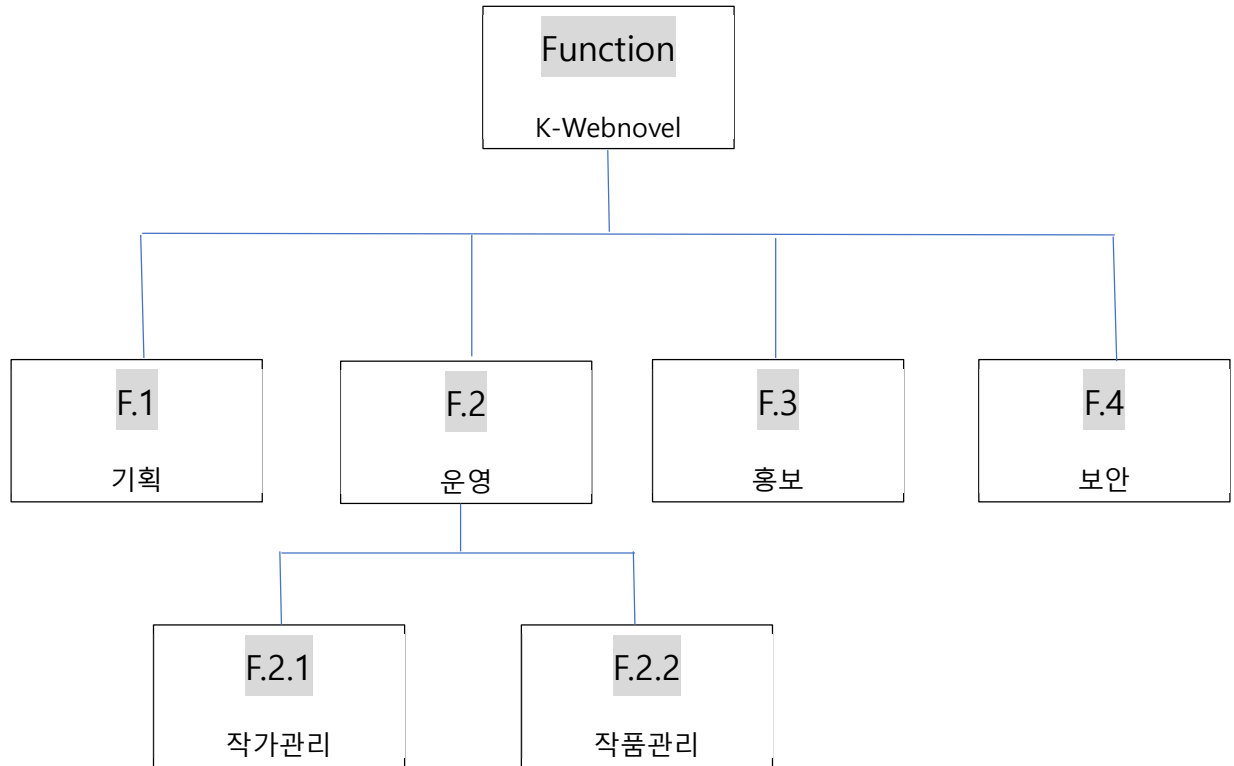 Function
K-Webnovel
F.1
기획
F.2
운영
F.3
홍보
F.4
보안
F.2.1
작가관리
F.2.2
작품관리